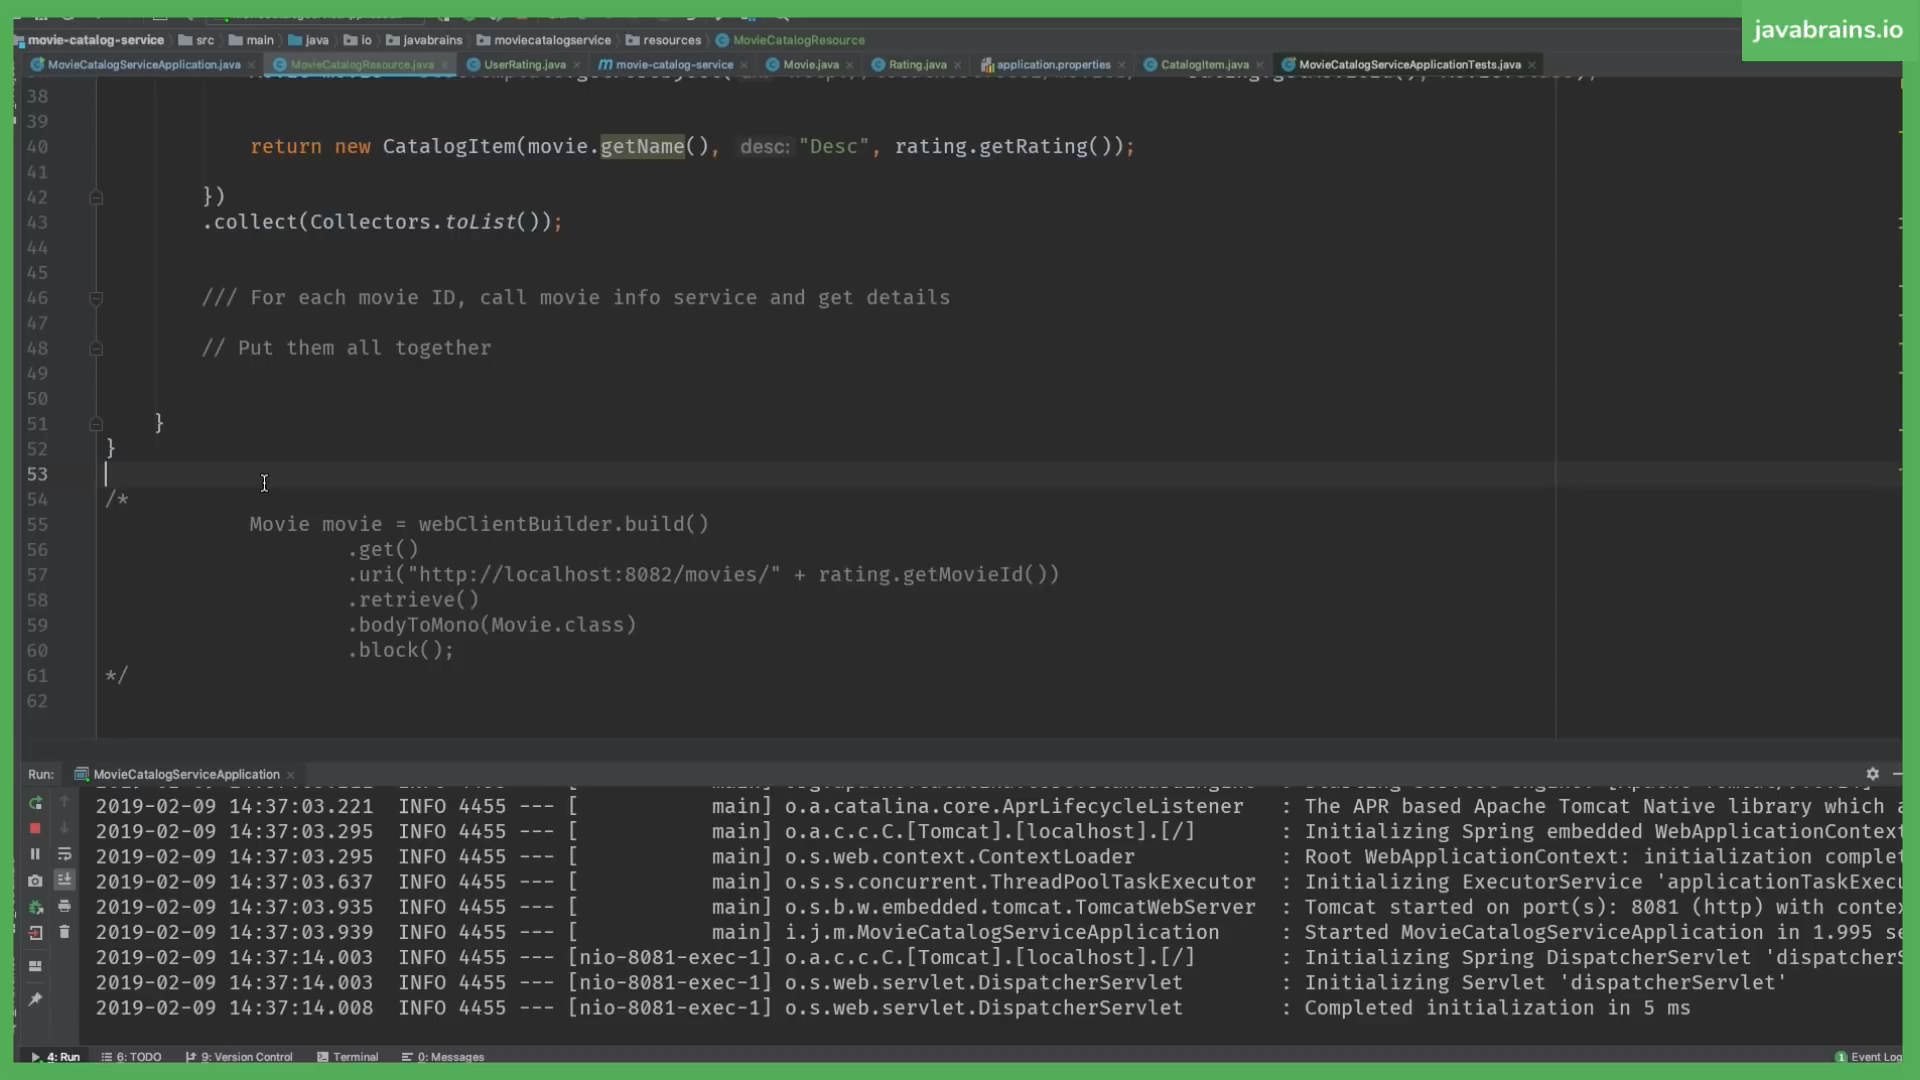 javabrains.io
movie-catalog-service src main java io javabrains moviecatalogservice resources MovieCatalogResource
MovieCatalogServiceApplication.java MovieCatalogResource.java UserRating.java movie-catalog-service Movie.java Rating.java application.properties CatalogItem.java MovieCatalogServiceApplicationTests.java
38
39
40 return new CatalogItem(movie.getName(), desc: "Desc", rating.getRating());
41
42 })
43 .collect(Collectors.toList());
44
45
46 /// For each movie ID, call movie info service and get details
47
48 // Put them all together
49
50
51 }
52 }
53
54 /*
55 Movie movie = webClientBuilder.build()
56 .get()
57 .uri("http://localhost:8082/movies/" + rating.getMovieId())
58 .retrieve()
59 .bodyToMono(Movie.class)
60 .block();
61 */
62
Run: MovieCatalogServiceApplication
2019-02-09 14:37:03.221 INFO 4455 --- [ main] o.a.catalina.core.AprLifecycleListener : The APR based Apache Tomcat Native library which
2019-02-09 14:37:03.295 INFO 4455 --- [ main] o.a.c.c.C.[Tomcat].[localhost].[/] : Initializing Spring embedded WebApplicationContext
2019-02-09 14:37:03.295 INFO 4455 --- [ main] o.s.web.context.ContextLoader : Root WebApplicationContext: initialization complet
2019-02-09 14:37:03.637 INFO 4455 --- [ main] o.s.s.concurrent.ThreadPoolTaskExecutor : Initializing ExecutorService 'applicationTaskExecu
2019-02-09 14:37:03.935 INFO 4455 --- [ main] o.s.b.w.embedded.tomcat.TomcatWebServer : Tomcat started on port(s): 8081 (http) with contex
2019-02-09 14:37:03.939 INFO 4455 --- [ main] i.j.m.MovieCatalogServiceApplication : Started MovieCatalogServiceApplication in 1.995 se
2019-02-09 14:37:14.003 INFO 4455 --- [nio-8081-exec-1] o.a.c.c.C.[Tomcat].[localhost].[/] : Initializing Spring DispatcherServlet 'dispatcherS
2019-02-09 14:37:14.003 INFO 4455 --- [nio-8081-exec-1] o.s.web.servlet.DispatcherServlet : Initializing Servlet 'dispatcherServlet'
2019-02-09 14:37:14.008 INFO 4455 --- [nio-8081-exec-1] o.s.web.servlet.DispatcherServlet : Completed initialization in 5 ms
4: Run 6: TODO 9: Version Control Terminal 0: Messages 1 Event Log